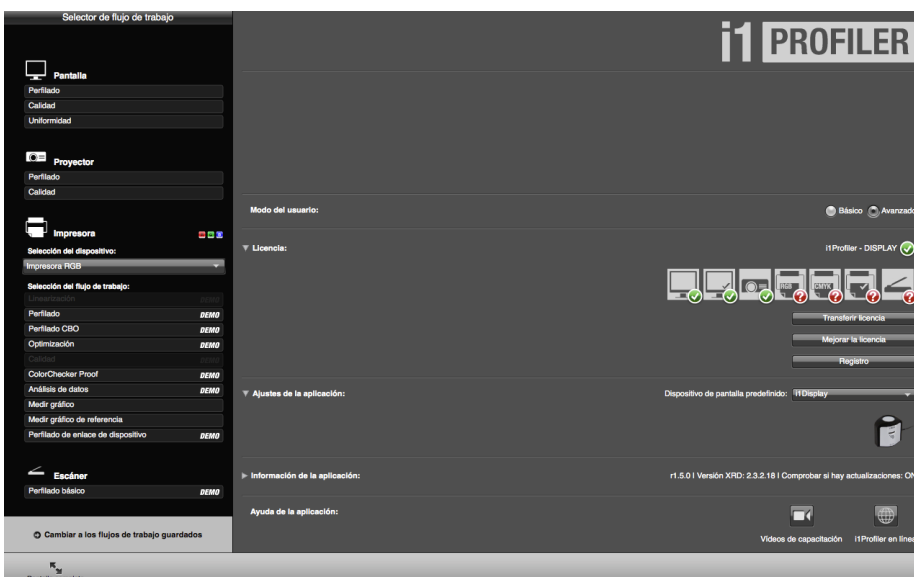 Selector de flujo de trabajo
i1 PROFILER
Pantalla
Perfilado
Calidad
Uniformidad
Proyector
Perfilado
Calidad
Impresora
Selección del dispositivo:
Impresora RGB
Selección del flujo de trabajo:
Linearización DEMO
Perfilado DEMO
Perfilado CBO DEMO
Optimización DEMO
Calidad DEMO
ColorChecker Proof DEMO
Análisis de datos DEMO
Medir gráfico
Medir gráfico de referencia
Perfilado de enlace de dispositivo DEMO
Escáner
Perfilado básico DEMO
Cambiar a los flujos de trabajo guardados
Modo del usuario: Básico Avanzado
Licencia: i1Profiler - DISPLAY
RGB CMYK
Transferir licencia
Mejorar la licencia
Registro
Ajustes de la aplicación: Dispositivo de pantalla predefinido: i1Display
Información de la aplicación: r1.5.0 I Versión XRD: 2.3.2.18 I Comprobar si hay actualizaciones: ON
Ayuda de la aplicación:
Vídeos de capacitación i1Profiler en línea